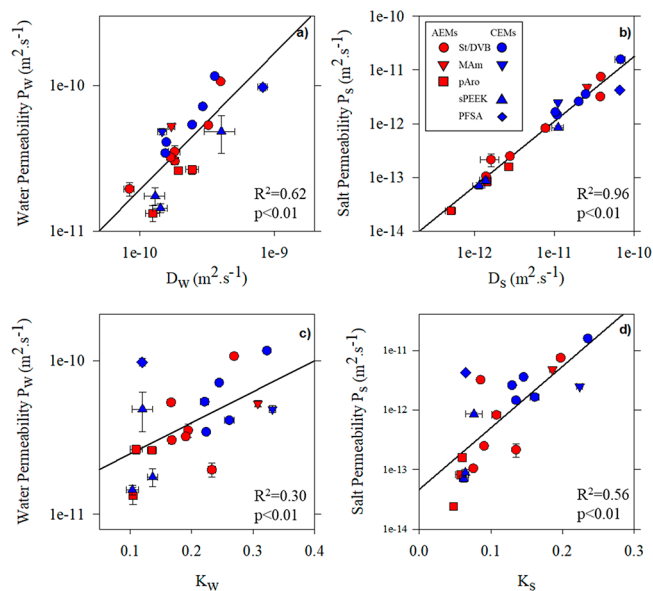 a)
Water Permeability P_W (m².s⁻¹)
1e-10
1e-11
R²=0.62
p<0.01
1e-10
1e-9
D_W (m².s⁻¹)
b)
Salt Permeability P_S (m².s⁻¹)
1e-10
1e-11
1e-12
1e-13
1e-14
AEMs CEMs
St/DVB
MAm
pAro
sPEEK
PFSA
R²=0.96
p<0.01
1e-12
1e-11
1e-10
D_S (m².s⁻¹)
c)
Water Permeability P_W (m².s⁻¹)
1e-10
1e-11
R²=0.30
p<0.01
0.1 0.2 0.3 0.4
K_W
d)
Salt Permeability P_S (m².s⁻¹)
1e-11
1e-12
1e-13
1e-14
R²=0.56
p<0.01
0.0 0.1 0.2 0.3
K_S